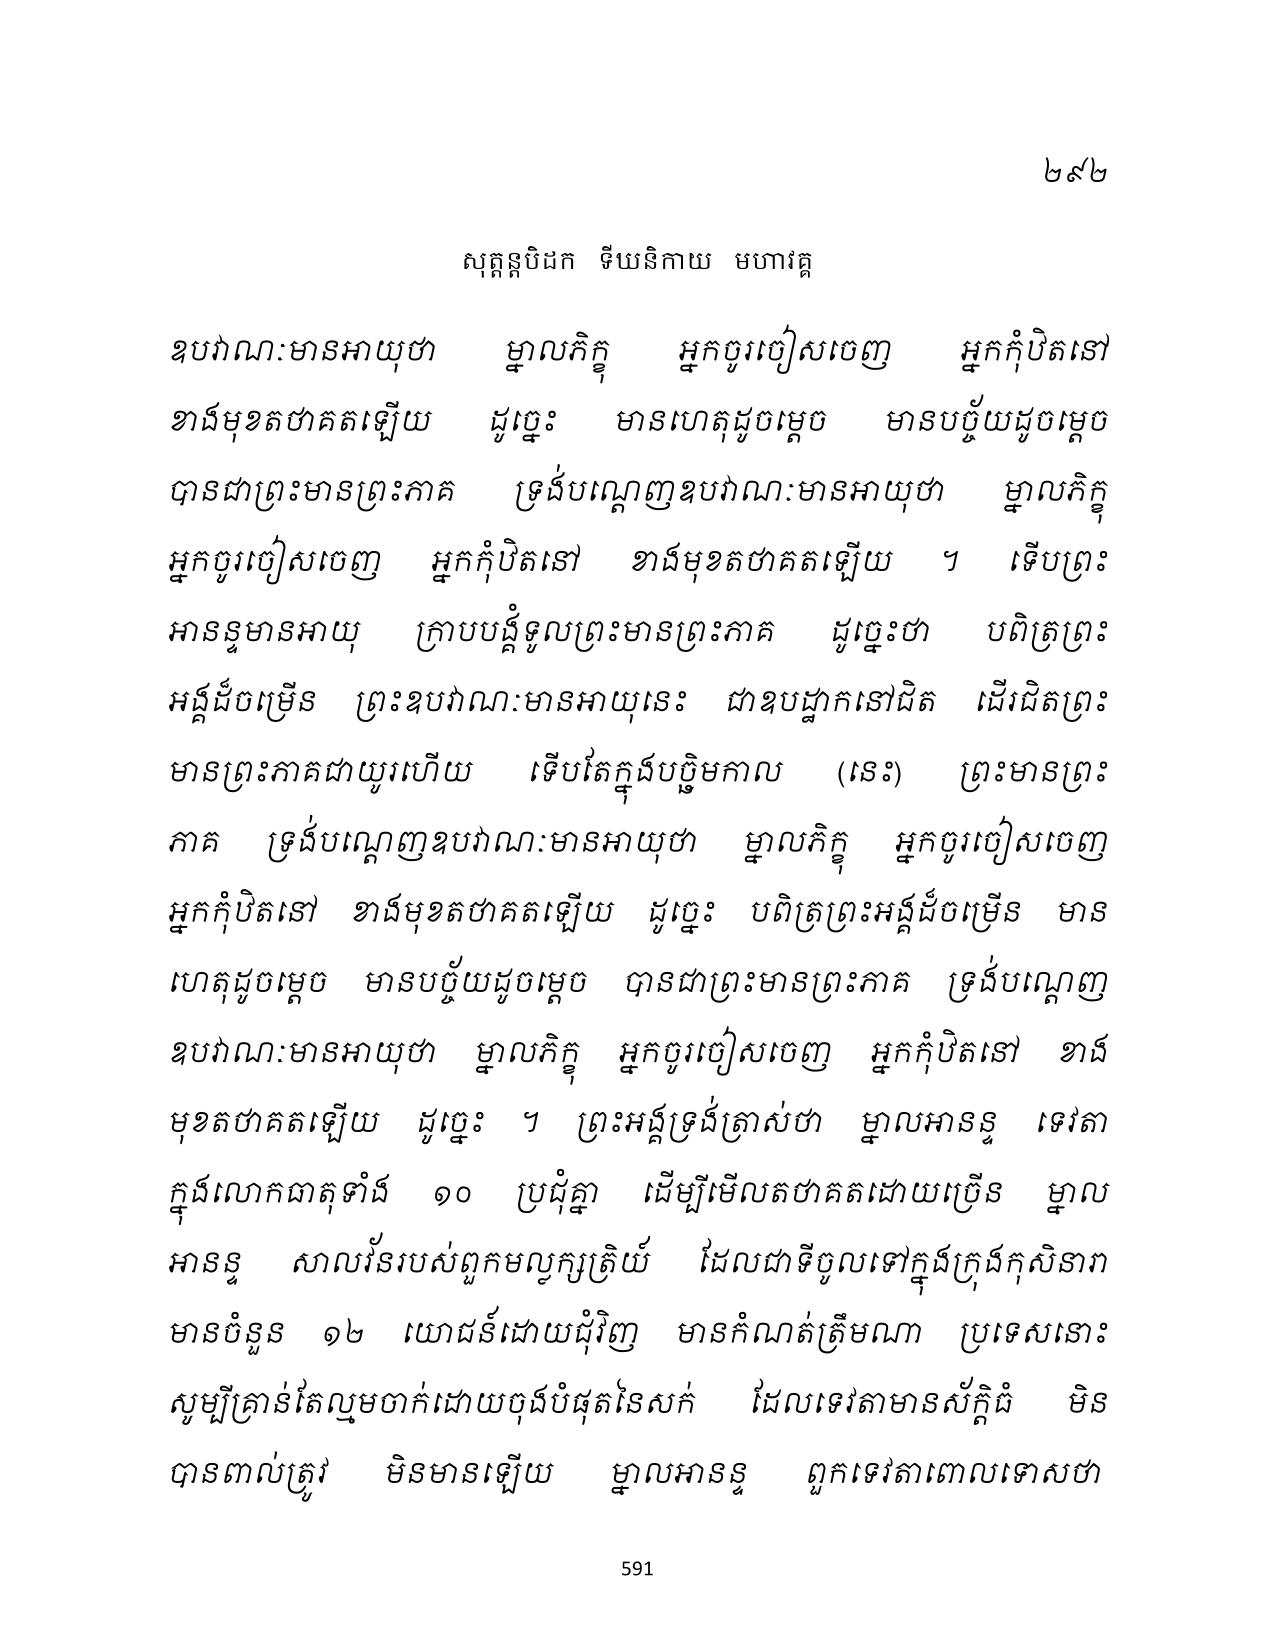 ២៩២
សុត្តន្តបិដក ទីឃនិកាយ មហាវគ្គ
ឧបវាណៈមានអាយុថា ម្នាលភិក្ខុ អ្នកចូរចៀសចេញ អ្នកកុំឋិតនៅ
ខាងមុខតថាគតឡើយ ដូច្នេះ មានហេតុដូចម្តេច មានបច្ច័យដូចម្តេច
បានជាព្រះមានព្រះភាគ ទ្រង់បណ្តេញឧបវាណៈមានអាយុថា ម្នាលភិក្ខុ
អ្នកចូរចៀសចេញ អ្នកកុំឋិតនៅ ខាងមុខតថាគតឡើយ ។ ទើបព្រះ
អានន្ទមានអាយុ ក្រាបបង្គំទូលព្រះមានព្រះភាគ ដូច្នេះថា បពិត្រព្រះ
អង្គដ៏ចម្រើន ព្រះឧបវាណៈមានអាយុនេះ ជាឧបដ្ឋាកនៅជិត ដើរជិតព្រះ
មានព្រះភាគជាយូរហើយ ទើបតែក្នុងបច្ឆិមកាល (នេះ) ព្រះមានព្រះ
ភាគ ទ្រង់បណ្តេញឧបវាណៈមានអាយុថា ម្នាលភិក្ខុ អ្នកចូរចៀសចេញ
អ្នកកុំឋិតនៅ ខាងមុខតថាគតឡើយ ដូច្នេះ បពិត្រព្រះអង្គដ៏ចម្រើន មាន
ហេតុដូចម្តេច មានបច្ច័យដូចម្តេច បានជាព្រះមានព្រះភាគ ទ្រង់បណ្តេញ
ឧបវាណៈមានអាយុថា ម្នាលភិក្ខុ អ្នកចូរចៀសចេញ អ្នកកុំឋិតនៅ ខាង
មុខតថាគតឡើយ ដូច្នេះ ។ ព្រះអង្គទ្រង់ត្រាស់ថា ម្នាលអានន្ទ ទេវតា
ក្នុងលោកធាតុទាំង ១០ ប្រជុំគ្នា ដើម្បីមើលតថាគតដោយច្រើន ម្នាល
អានន្ទ សាលវ័នរបស់ពួកមល្លក្សត្រិយ៍ ដែលជាទីចូលទៅក្នុងក្រុងកុសិនារា
មានចំនួន ១២ យោជន៍ដោយជុំវិញ មានកំណត់ត្រឹមណា ប្រទេសនោះ
សូម្បីគ្រាន់តែល្មមចាក់ដោយចុងបំផុតនៃសក់ ដែលទេវតាមានស័ក្តិធំ មិន
បានពាល់ត្រូវ មិនមានឡើយ ម្នាលអានន្ទ ពួកទេវតាពោលទោសថា
591